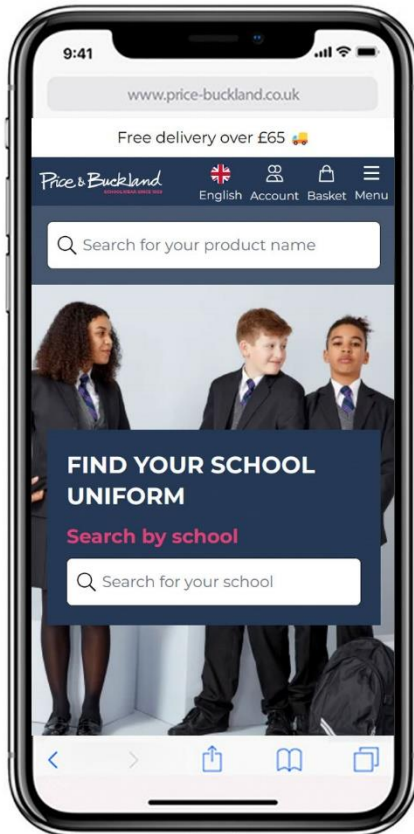 9:41
www.price-buckland.co.uk
Free delivery over £65 🚚
Price & Buckland
English Account Basket Menu
Search for your product name
FIND YOUR SCHOOL
UNIFORM
Search by school
Search for your school